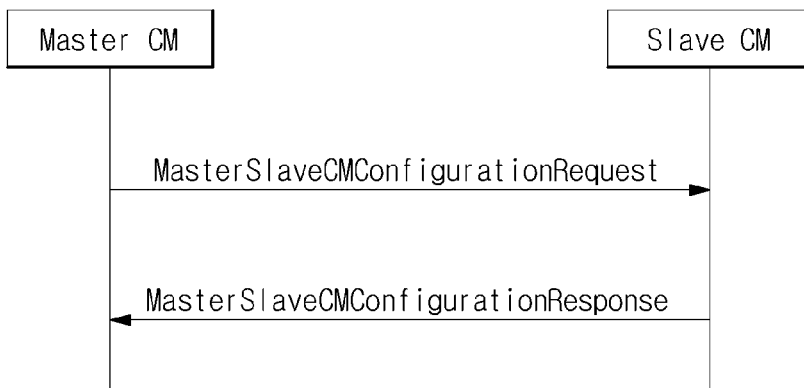 Master CM
Slave CM
MasterSlaveCMConfigurationRequest
MasterSlaveCMConfigurationResponse